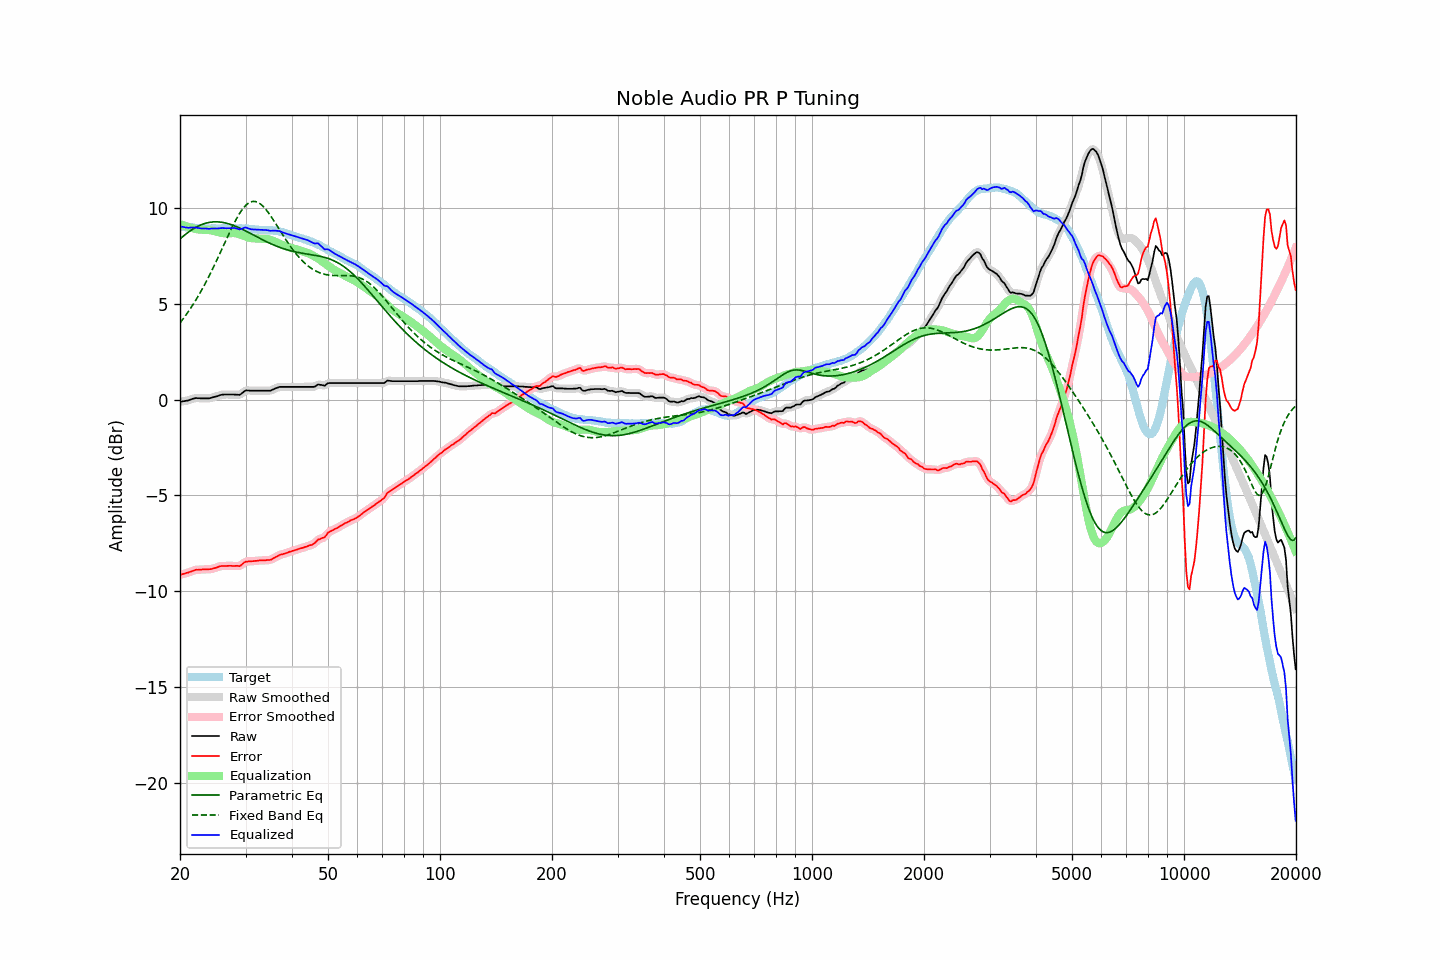 Noble Audio PR P Tuning
Amplitude (dBr)
10
5
0
−5
−10
−15
−20
Target
Raw Smoothed
Error Smoothed
Raw
Error
Equalization
Parametric Eq
Fixed Band Eq
Equalized
20 50 100 200 500 1000 2000 5000 10000 20000
Frequency (Hz)